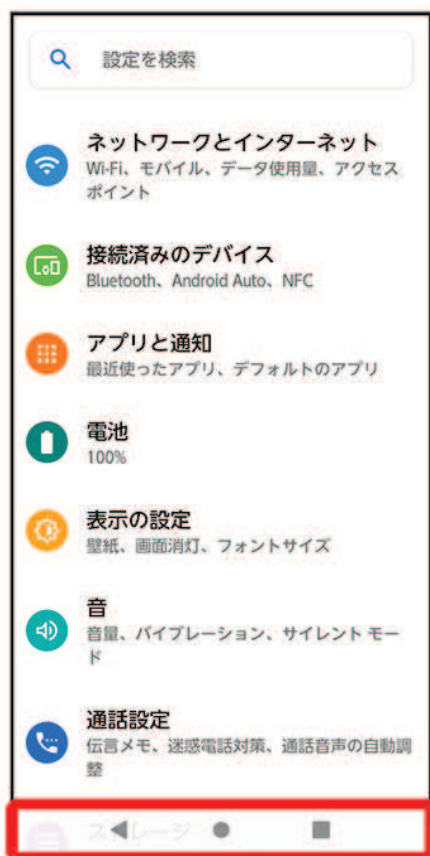 設定を検索
ネットワークとインターネット
Wi-Fi、モバイル、データ使用量、アクセス
ポイント
接続済みのデバイス
Bluetooth、Android Auto、NFC
アプリと通知
最近使ったアプリ、デフォルトのアプリ
電池
100%
表示の設定
壁紙、画面消灯、フォントサイズ
音
音量、バイブレーション、サイレント モー
ド
通話設定
伝言メモ、迷惑電話対策、通話音声の自動調
整
ストレージ